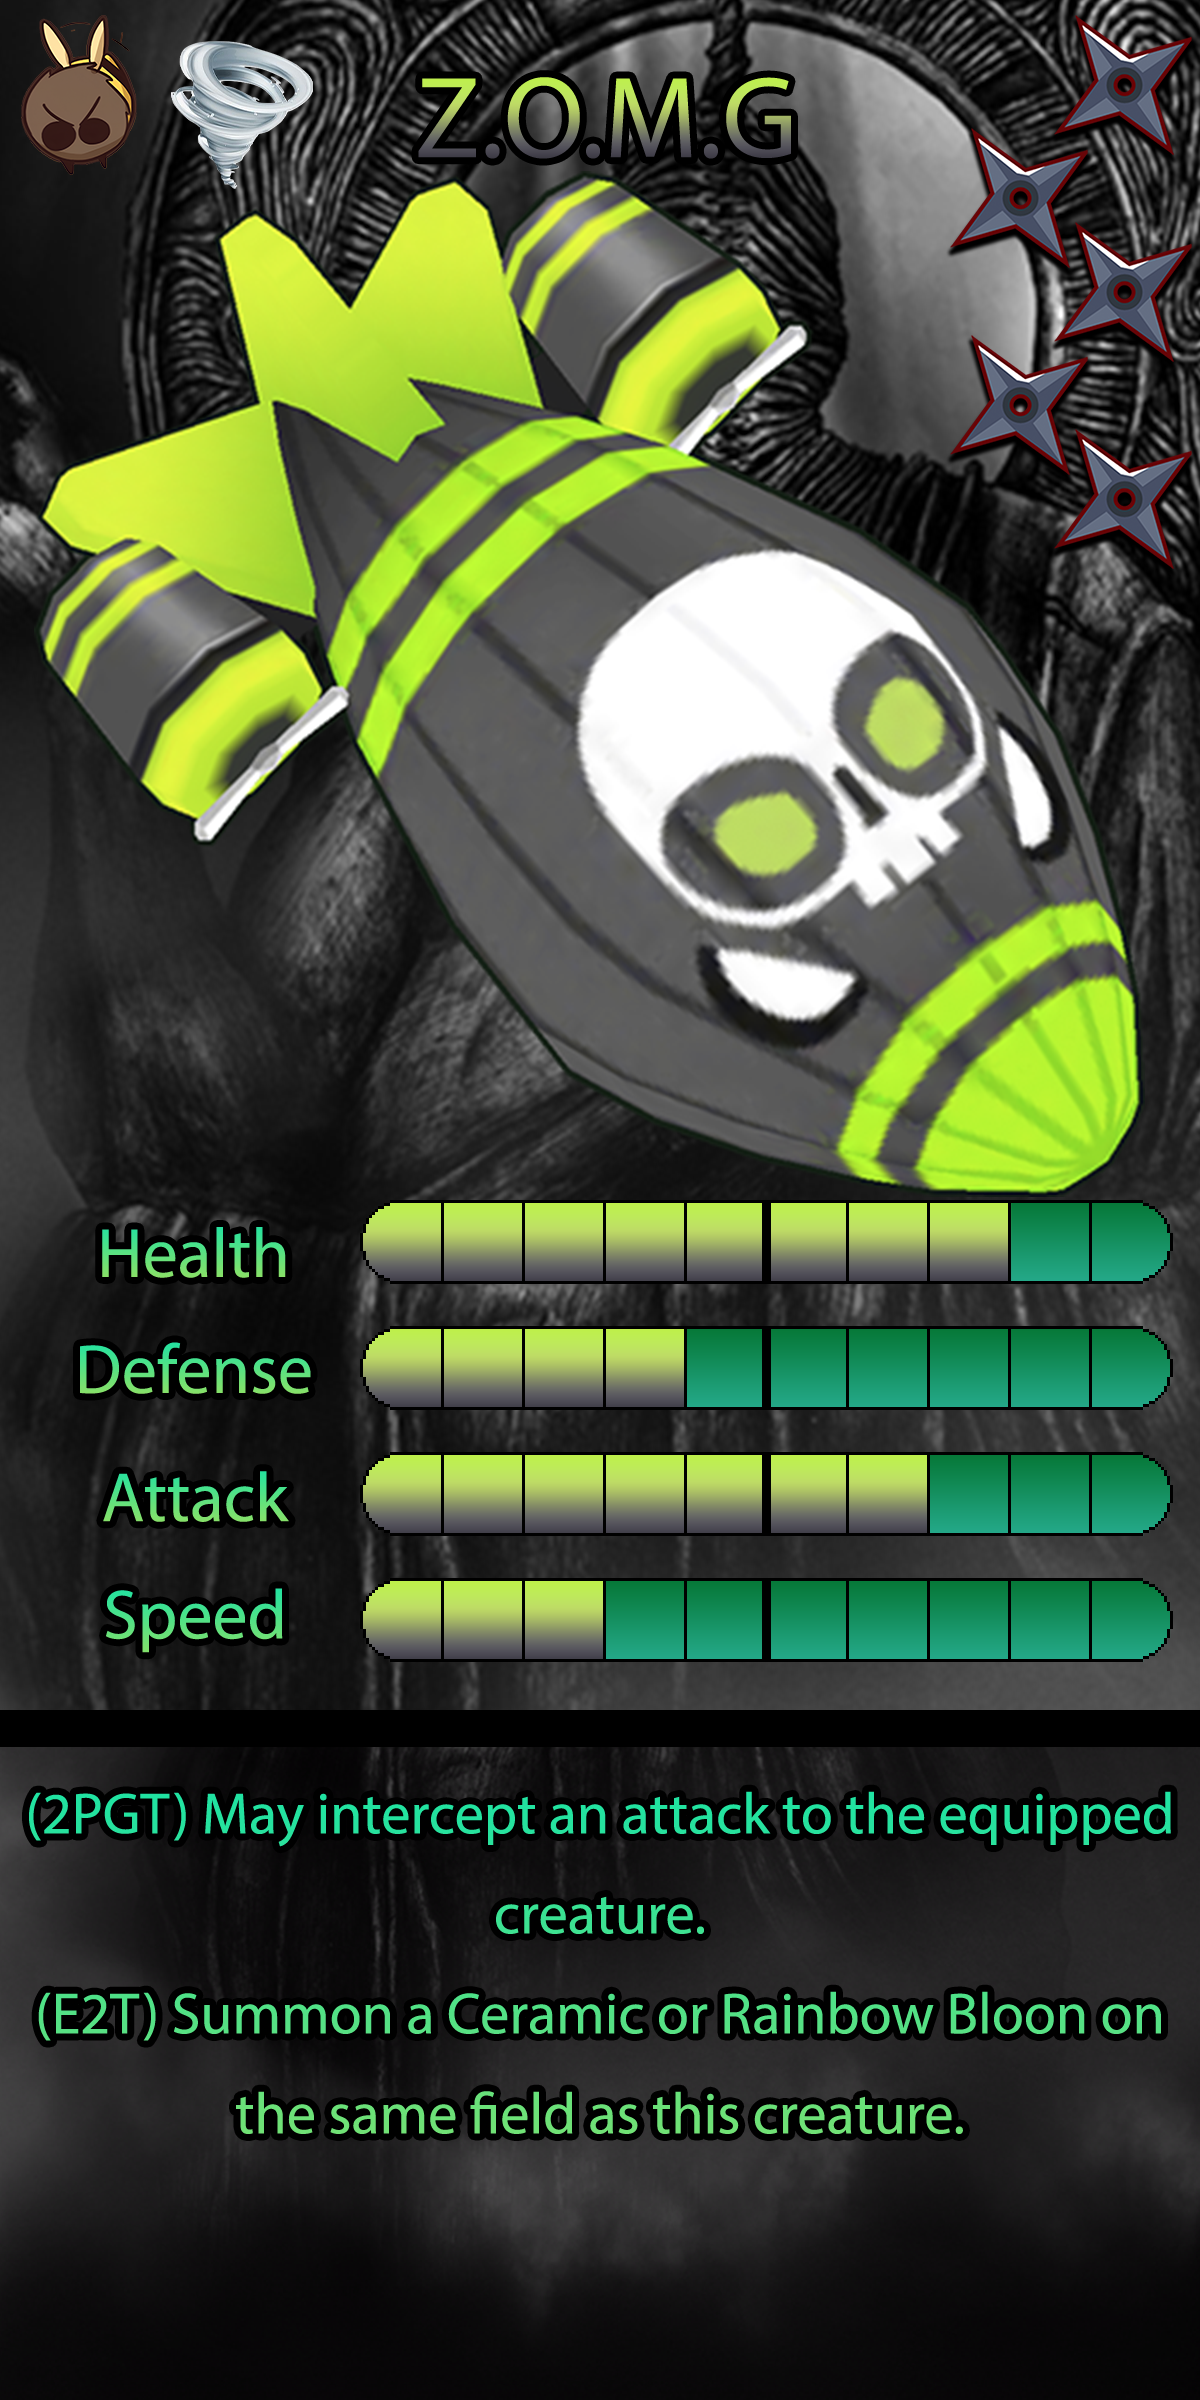 Z.O.M.G
Health
Defense
Attack
Speed
(2PGT) May intercept an attack to the equipped
creature.
(E2T) Summon a Ceramic or Rainbow Bloon on
the same field as this creature.